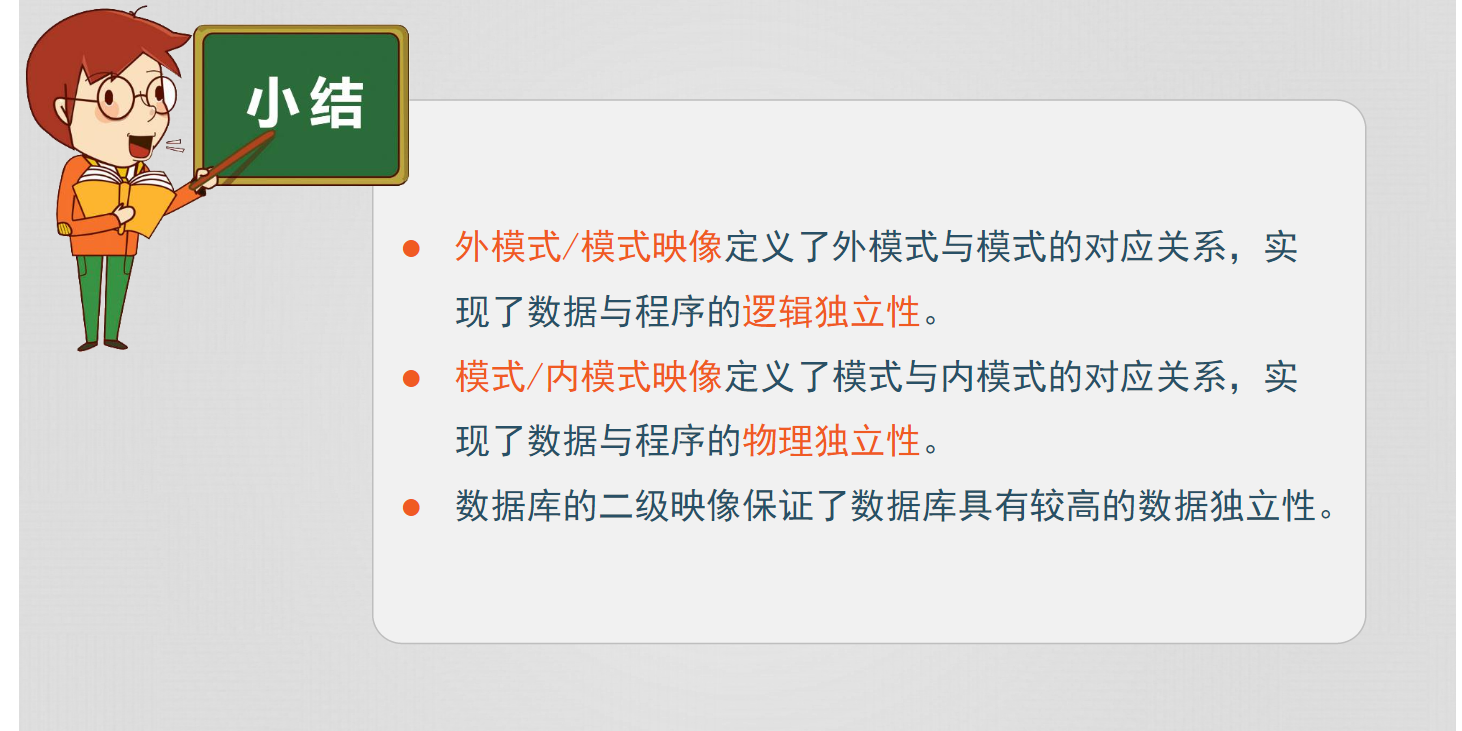 小结
外模式/模式映像定义了外模式与模式的对应关系，实
现了数据与程序的逻辑独立性。
模式/内模式映像定义了模式与内模式的对应关系，实
现了数据与程序的物理独立性。
数据库的二级映像保证了数据库具有较高的数据独立性。